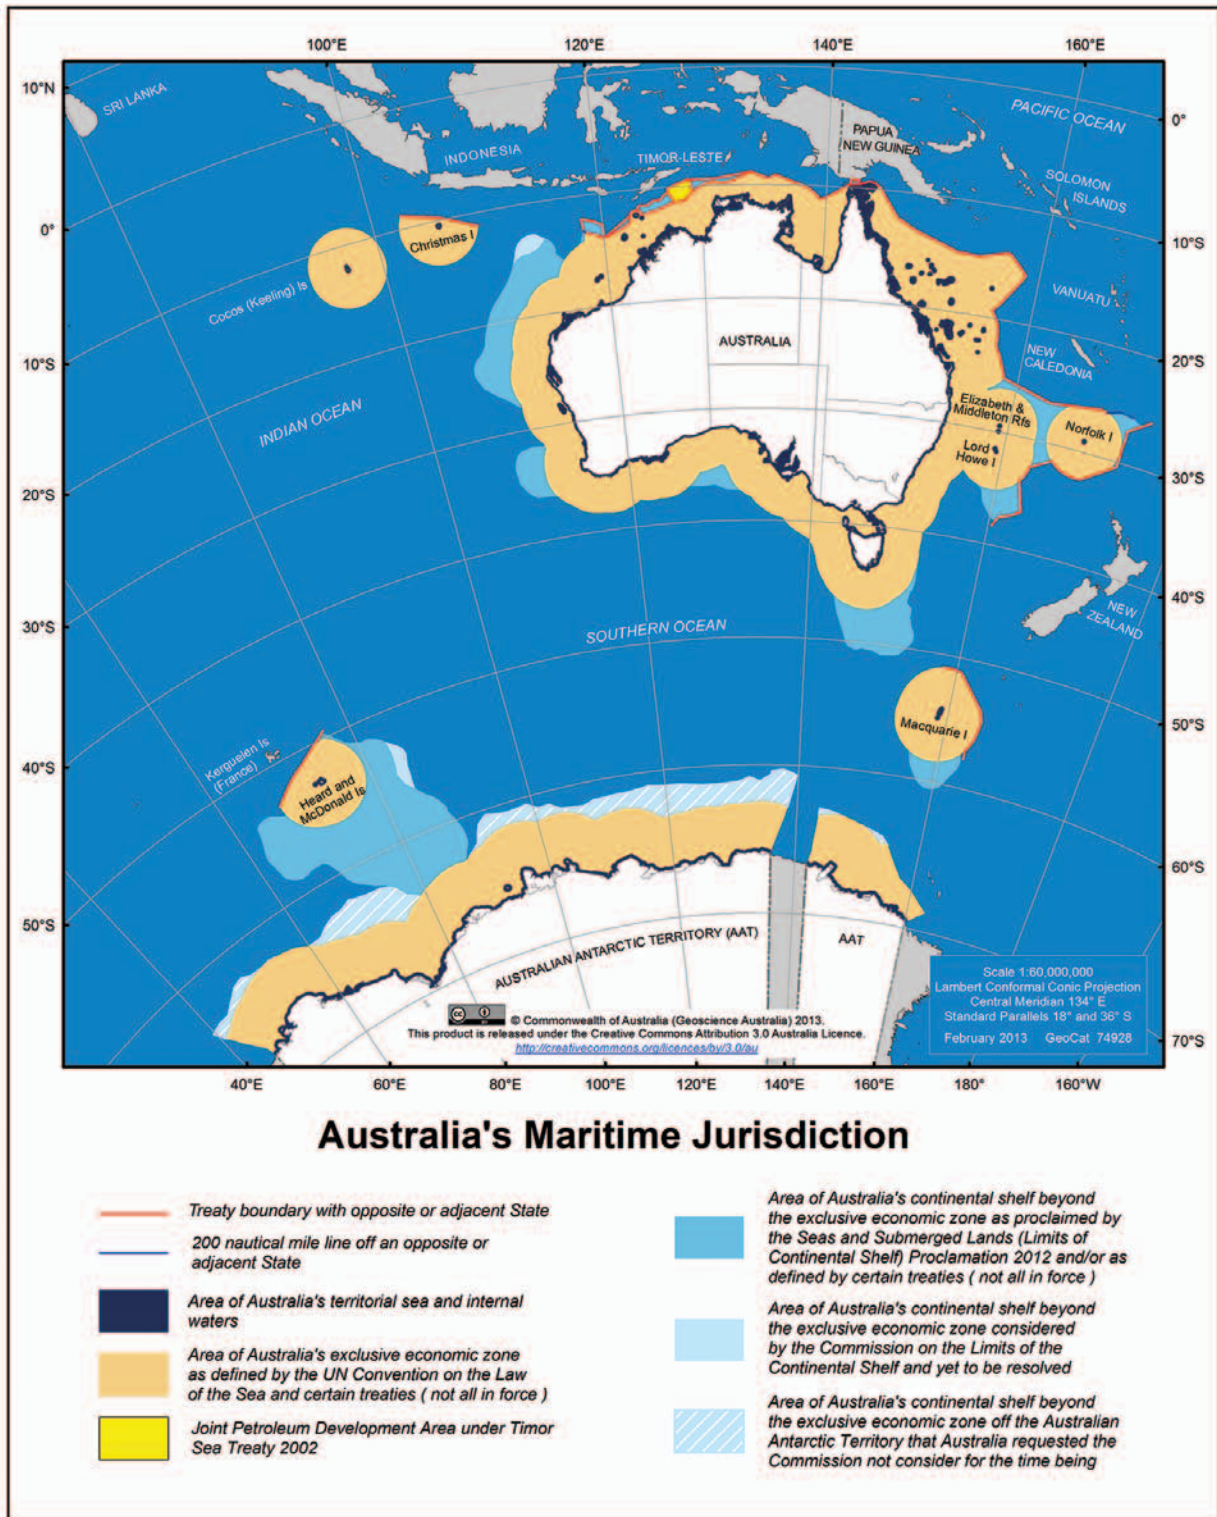 100°E
120°E
140°E
160°E
10°N
0°
10°S
20°S
30°S
40°S
50°S
0°
10°S
20°S
30°S
40°S
50°S
60°S
70°S
SRI LANKA
INDONESIA
TIMOR-LESTE
PAPUA
NEW GUINEA
PACIFIC OCEAN
SOLOMON
ISLANDS
Christmas I
Cocos (Keeling) Is
VANUATU
NEW
CALEDONIA
AUSTRALIA
INDIAN OCEAN
Elizabeth &
Middleton Rfs
Lord
Howe I
Norfolk I
NEW
ZEALAND
SOUTHERN OCEAN
Macquarie I
Kerguelen Is
(France)
Heard and
McDonald Is
AUSTRALIAN ANTARCTIC TERRITORY (AAT)
AAT
Scale 1:60,000,000
Lambert Conformal Conic Projection
Central Meridian 134° E
Standard Parallels 18° and 36° S
February 2013 GeoCat 74928
cc BY
© Commonwealth of Australia (Geoscience Australia) 2013.
This product is released under the Creative Commons Attribution 3.0 Australia Licence.
http://creativecommons.org/licences/by/3.0/au
40°E
60°E
80°E
100°E
120°E
140°E
160°E
180°
160°W
Australia's Maritime Jurisdiction
Treaty boundary with opposite or adjacent State
200 nautical mile line off an opposite or
adjacent State
Area of Australia's territorial sea and internal
waters
Area of Australia's exclusive economic zone
as defined by the UN Convention on the Law
of the Sea and certain treaties ( not all in force )
Joint Petroleum Development Area under Timor
Sea Treaty 2002
Area of Australia's continental shelf beyond
the exclusive economic zone as proclaimed by
the Seas and Submerged Lands (Limits of
Continental Shelf) Proclamation 2012 and/or as
defined by certain treaties ( not all in force )
Area of Australia's continental shelf beyond
the exclusive economic zone considered
by the Commission on the Limits of the
Continental Shelf and yet to be resolved
Area of Australia's continental shelf beyond
the exclusive economic zone off the Australian
Antarctic Territory that Australia requested the
Commission not consider for the time being